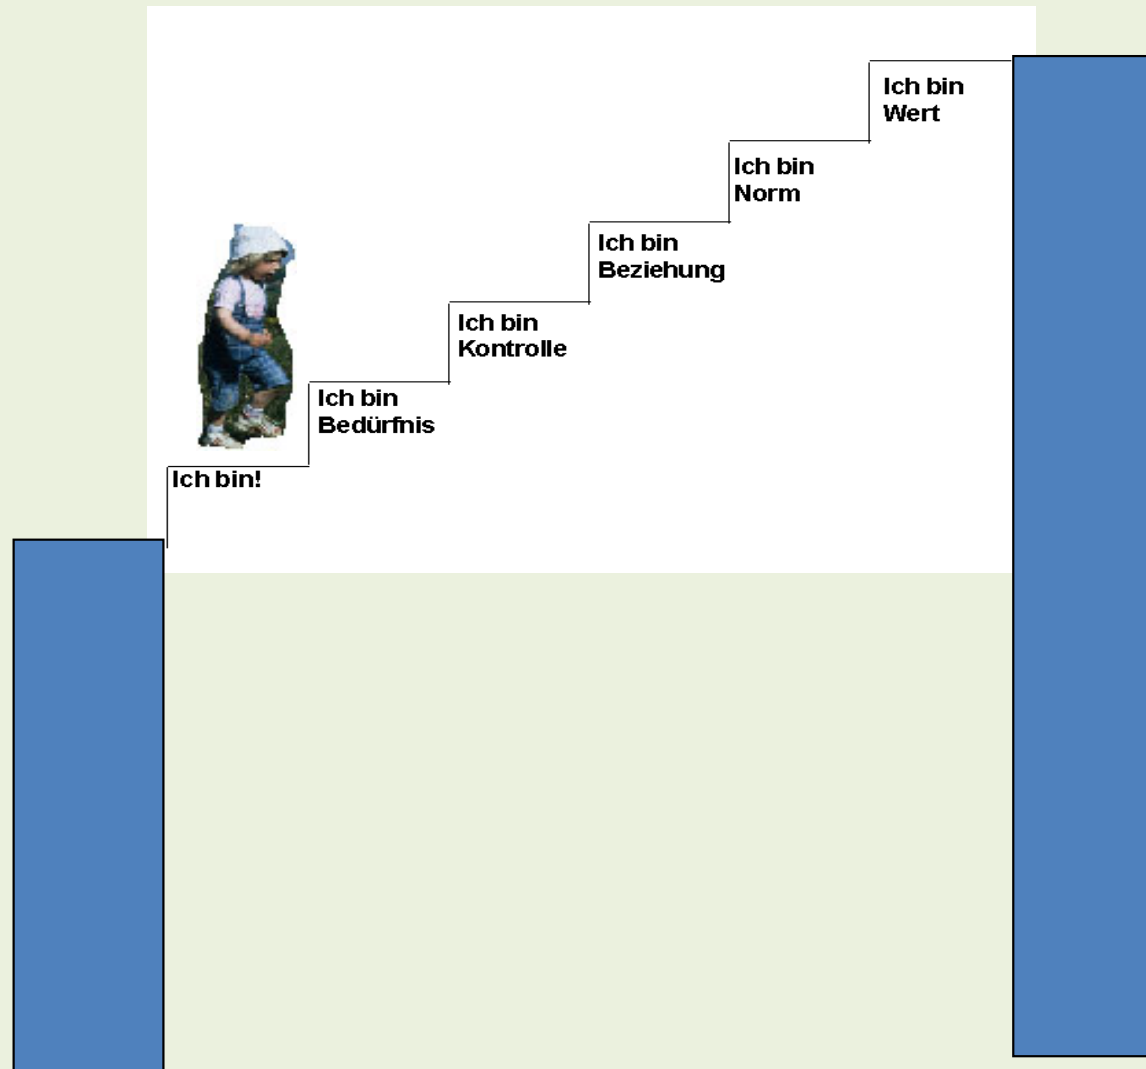 Ich bin
Wert
Ich bin
Norm
Ich bin
Beziehung
Ich bin
Kontrolle
Ich bin
Bedürfnis
Ich bin!